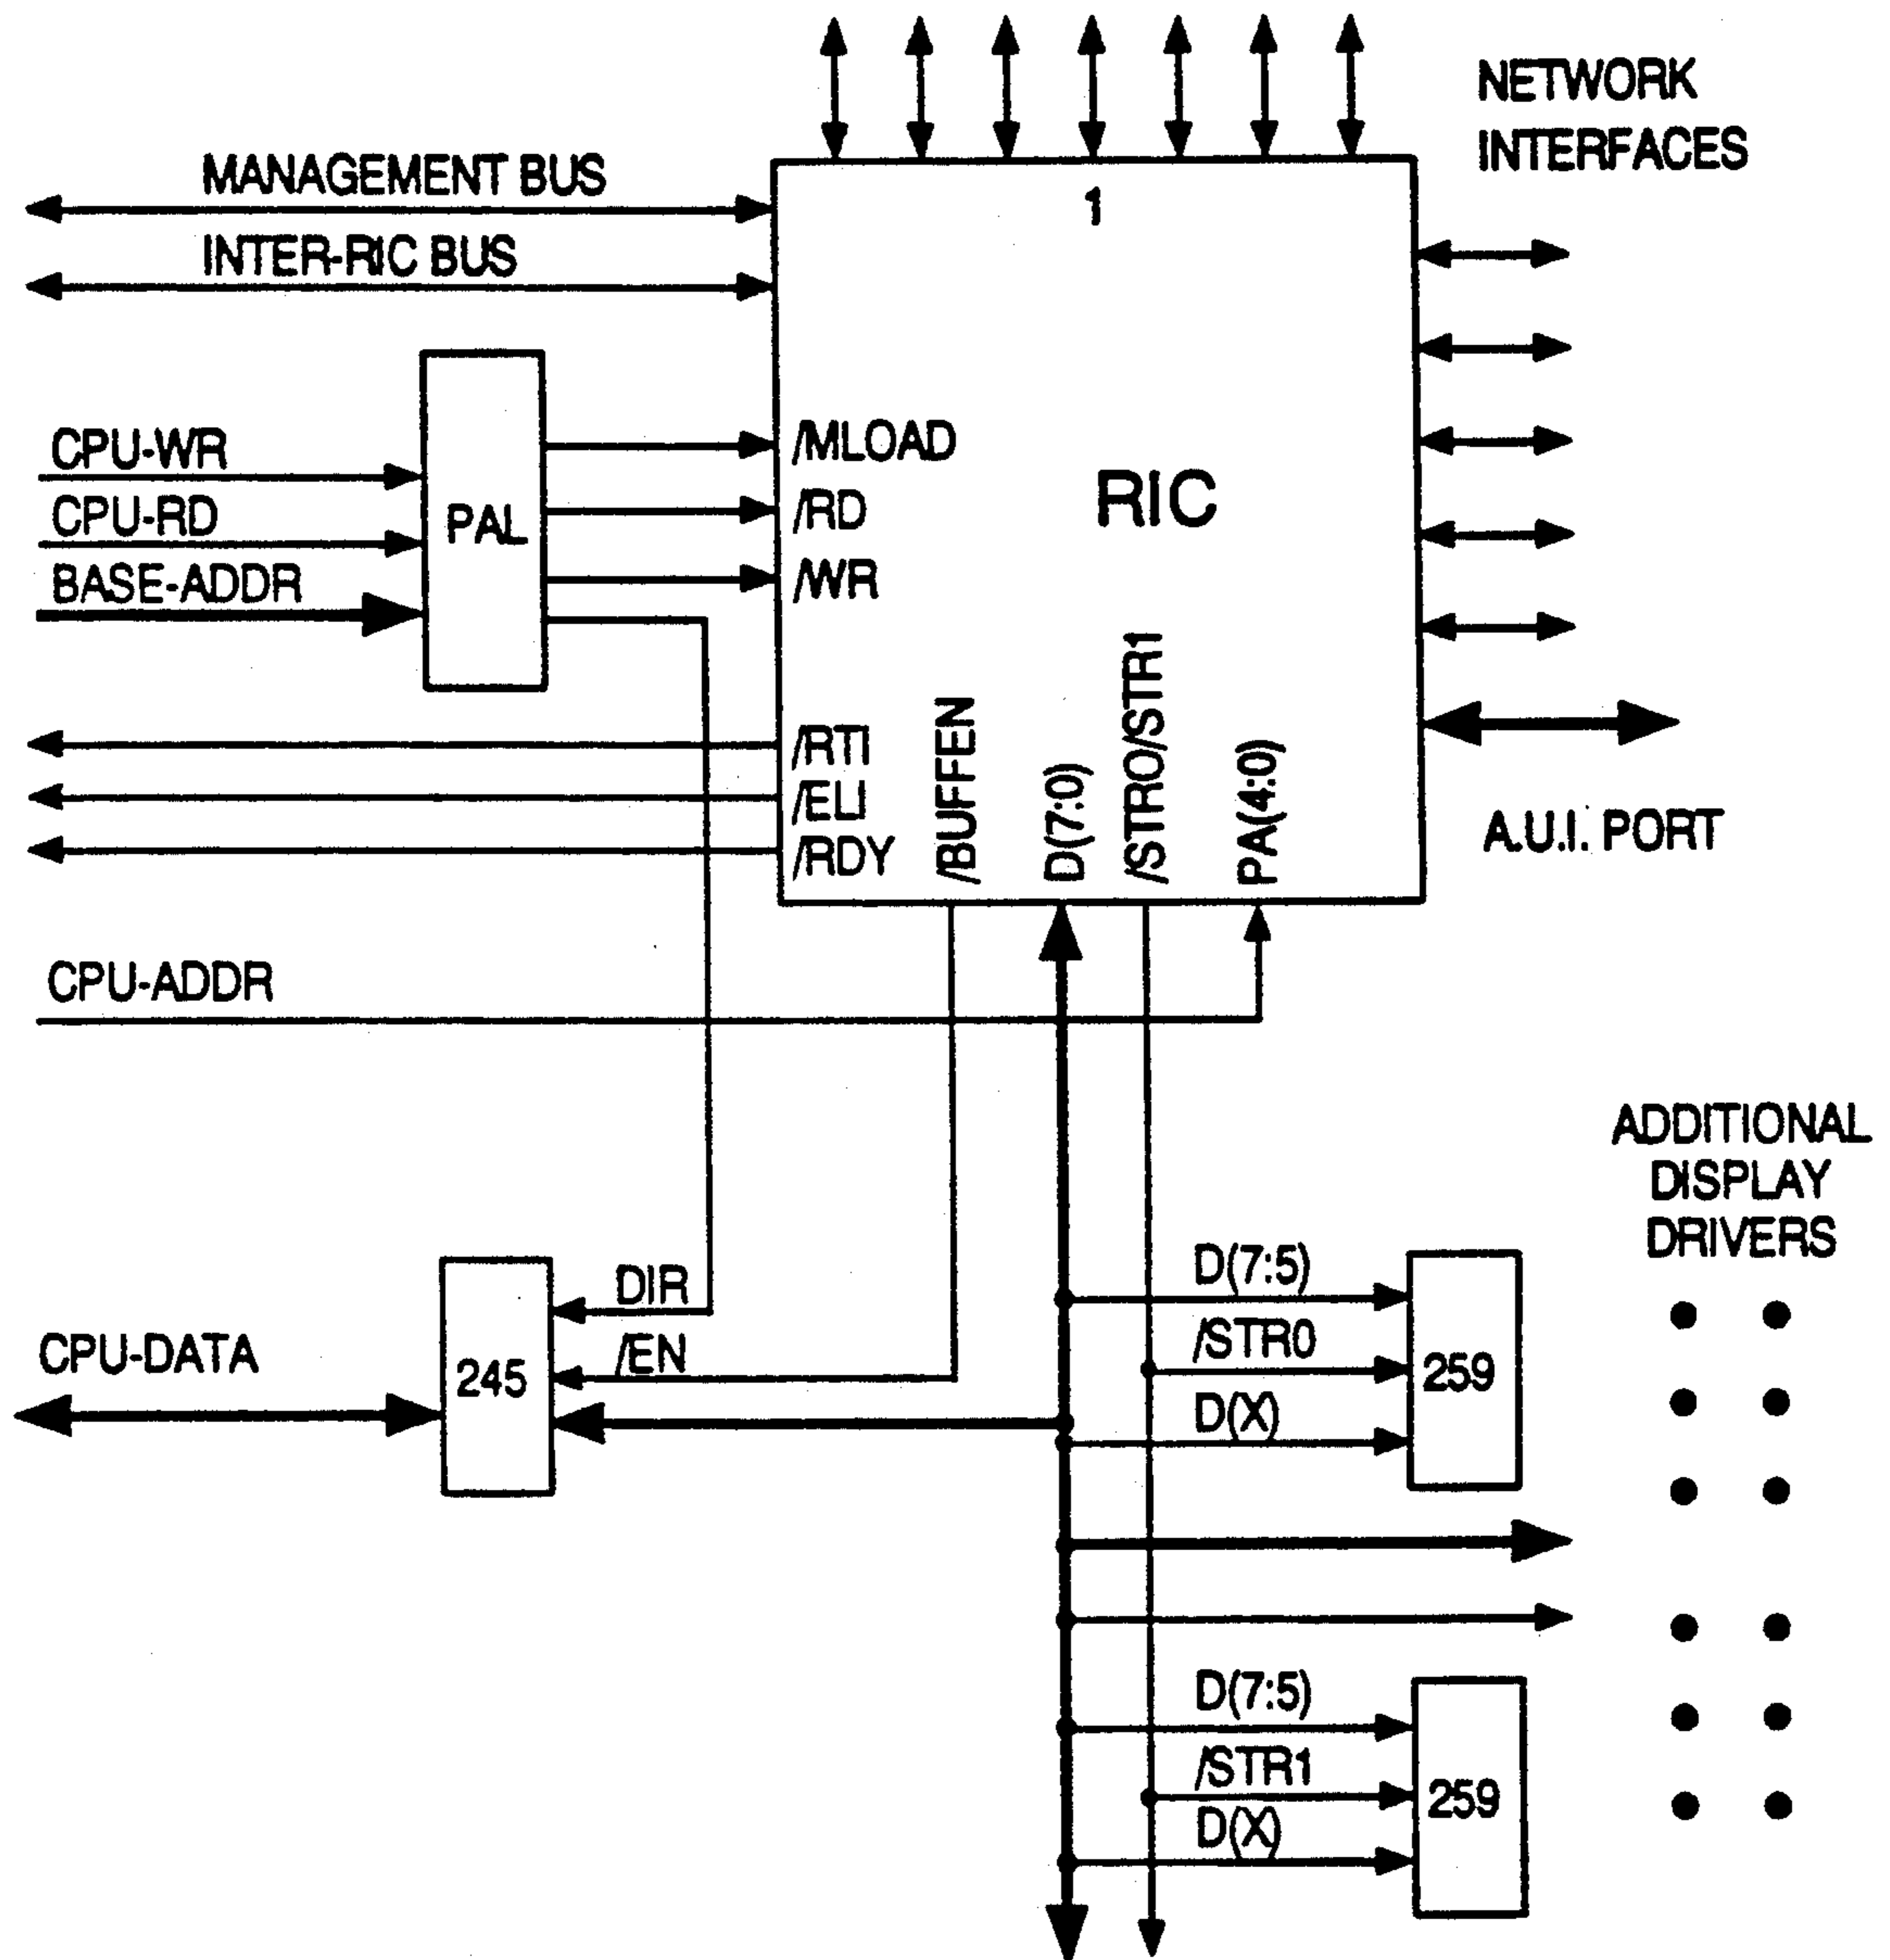 NETWORK
INTERFACES
MANAGEMENT BUS
1
INTER-RIC BUS
CPU-WR
/MLOAD
RIC
CPU-RD
PAL
/RD
BASE-ADDR
/WR
/RTI
/ELI
/RDY
/BUFFEN
D(7:0)
/STRO/STR1
PA(4:0)
A.U.I. PORT
CPU-ADDR
ADDITIONAL
DISPLAY
DRIVERS
DIR
D(7:5)
CPU-DATA
245
/EN
/STR0
259
D(X)
D(7:5)
/STR1
259
D(X)